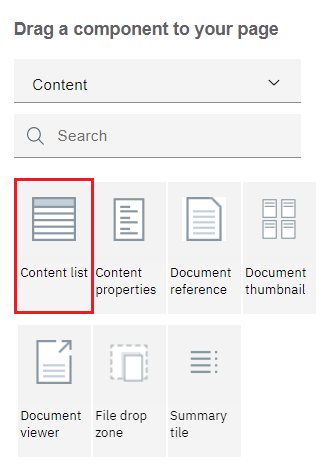 Drag a component to your page
Content
Search
Content list
Content
properties
Document
reference
Document
thumbnail
Document
viewer
File drop
zone
Summary
tile